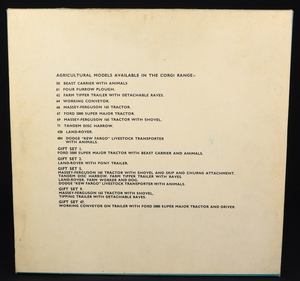 AGRICULTURAL MODELS AVAILABLE IN THE CORGI RANGE:-
58 BEAST CARRIER WITH ANIMALS
61 FOUR FURROW PLOUGH.
62 FARM TIPPER TRAILER WITH DETACHABLE RAVES.
64 WORKING CONVEYOR.
66 MASSEY-FERGUSON 165 TRACTOR.
67 FORD 5000 SUPER MAJOR TRACTOR
69 MASSEY-FERGUSON 165 TRACTOR WITH SHOVEL.
71 TANDEM DISC HARROW.
438 LAND-ROVER.
484 DODGE "KEW FARGO" LIVESTOCK TRANSPORTER
WITH ANIMALS.
GIFT SET 1.
FORD 5000 SUPER MAJOR TRACTOR WITH BEAST CARRIER AND ANIMALS.
GIFT SET 2.
LAND-ROVER WITH PONY TRAILER.
GIFT SET 5.
MASSEY-FERGUSON 165 TRACTOR WITH SHOVEL AND SKIP AND CHURNS ATTACHMENT.
TANDEM DISC HARROW. FARM TIPPER TRAILER WITH RAVES.
LAND-ROVER. FARM WORKER AND DOG.
DODGE "KEW FARGO" LIVESTOCK TRANSPORTER WITH ANIMALS.
GIFT SET 9.
MASSEY-FERGUSON 165 TRACTOR WITH SHOVEL.
TIPPING TRAILER WITH DETACHABLE RAVES.
GIFT SET 47.
WORKING CONVEYOR ON TRAILER WITH FORD 5000 SUPER MAJOR TRACTOR AND DRIVER.